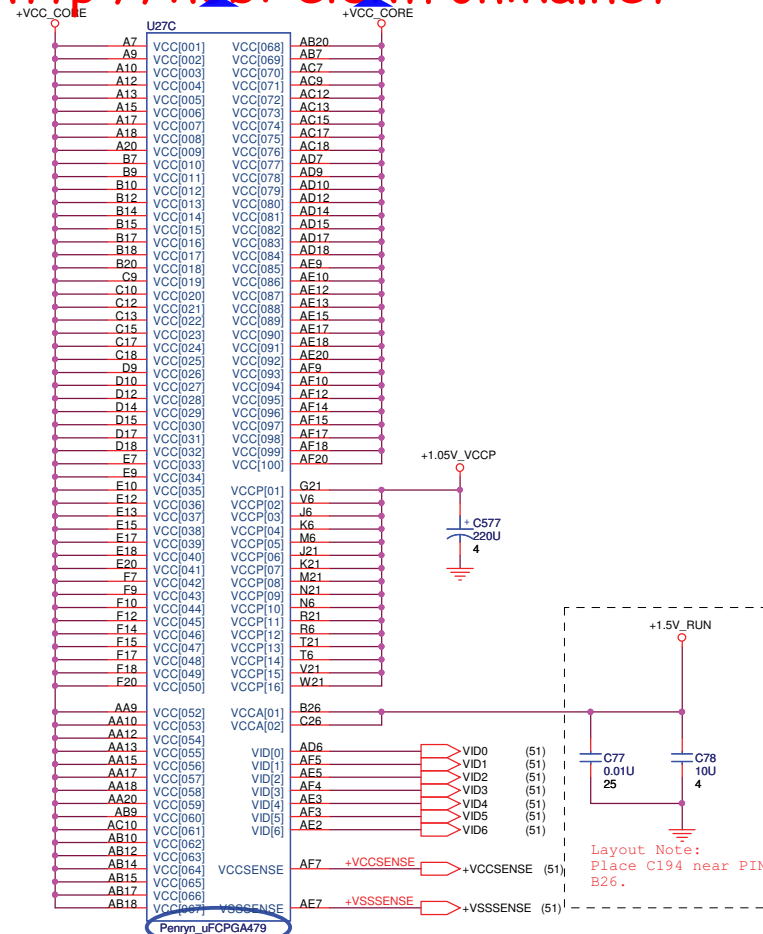 +VCC_CORE +VCC_CORE
U27C
A7 VCC[001] VCC[068] AB20
A9 VCC[002] VCC[069] AB7
A10 VCC[003] VCC[070] AC7
A12 VCC[004] VCC[071] AC9
A13 VCC[005] VCC[072] AC12
A15 VCC[006] VCC[073] AC13
A17 VCC[007] VCC[074] AC15
A18 VCC[008] VCC[075] AC17
A20 VCC[009] VCC[076] AC18
B7 VCC[010] VCC[077] AD7
B9 VCC[011] VCC[078] AD9
B10 VCC[012] VCC[079] AD10
B12 VCC[013] VCC[080] AD12
B14 VCC[014] VCC[081] AD14
B15 VCC[015] VCC[082] AD15
B17 VCC[016] VCC[083] AD17
B18 VCC[017] VCC[084] AD18
B20 VCC[018] VCC[085] AE9
C9 VCC[019] VCC[086] AE10
C10 VCC[020] VCC[087] AE12
C12 VCC[021] VCC[088] AE13
C13 VCC[022] VCC[089] AE15
C15 VCC[023] VCC[090] AE17
C17 VCC[024] VCC[091] AE18
C18 VCC[025] VCC[092] AE20
D9 VCC[026] VCC[093] AF9
D10 VCC[027] VCC[094] AF10
D12 VCC[028] VCC[095] AF12
D14 VCC[029] VCC[096] AF14
D15 VCC[030] VCC[097] AF15
D17 VCC[031] VCC[098] AF17
D18 VCC[032] VCC[099] AF18
E7 VCC[033] VCC[100] AF20
E9 VCC[034]
E10 VCC[035] VCCP[01] G21
E12 VCC[036] VCCP[02] V6
E13 VCC[037] VCCP[03] J6
E15 VCC[038] VCCP[04] K6
E17 VCC[039] VCCP[05] M6
E18 VCC[040] VCCP[06] J21
E20 VCC[041] VCCP[07] K21
F7 VCC[042] VCCP[08] M21
F9 VCC[043] VCCP[09] N21
F10 VCC[044] VCCP[10] N6
F12 VCC[045] VCCP[11] R21
F14 VCC[046] VCCP[12] R6
F15 VCC[047] VCCP[13] T21
F17 VCC[048] VCCP[14] T6
F18 VCC[049] VCCP[15] V21
F20 VCC[050] VCCP[16] W21
AA9 VCC[052] VCCA[01] B26
AA10 VCC[053] VCCA[02] C26
AA12 VCC[054]
AA13 VCC[055] VID[0] AD6 VID0 (51)
AA15 VCC[056] VID[1] AF5 VID1 (51)
AA17 VCC[057] VID[2] AE5 VID2 (51)
AA18 VCC[058] VID[3] AF4 VID3 (51)
AA20 VCC[059] VID[4] AE3 VID4 (51)
AB9 VCC[060] VID[5] AF3 VID5 (51)
AC10 VCC[061] VID[6] AE2 VID6 (51)
AB10 VCC[062]
AB12 VCC[063]
AB14 VCC[064] VCCSENSE AF7 +VCCSENSE +VCCSENSE (51)
AB15 VCC[065]
AB17 VCC[066]
AB18 VCC[067] VSSSENSE AE7 +VSSSENSE +VSSSENSE (51)
Penryn_uFCPGA479
+1.05V_VCCP
+ C577
220U
4
+1.5V_RUN
C77
0.01U
25
C78
10U
4
Layout Note:
Place C194 near PIN
B26.